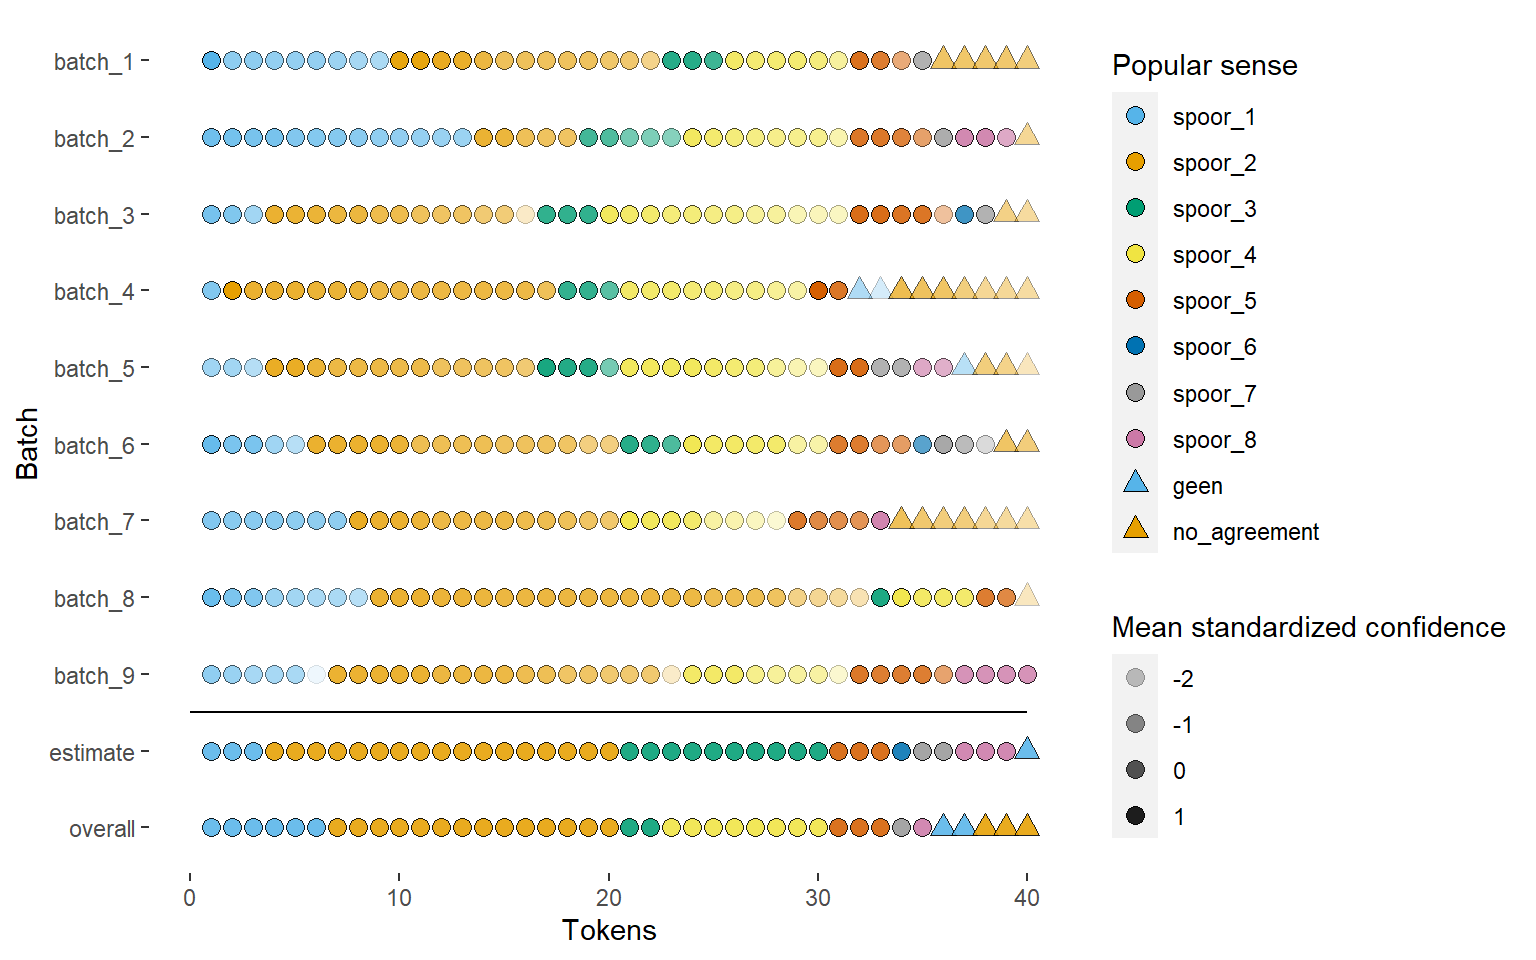 batch_1
batch_2
batch_3
batch_4
batch_5
batch_6
batch_7
batch_8
batch_9
estimate
overall
Batch
0 10 20 30 40
Tokens
Popular sense
spoor_1
spoor_2
spoor_3
spoor_4
spoor_5
spoor_6
spoor_7
spoor_8
geen
no_agreement
Mean standardized confidence
-2
-1
0
1